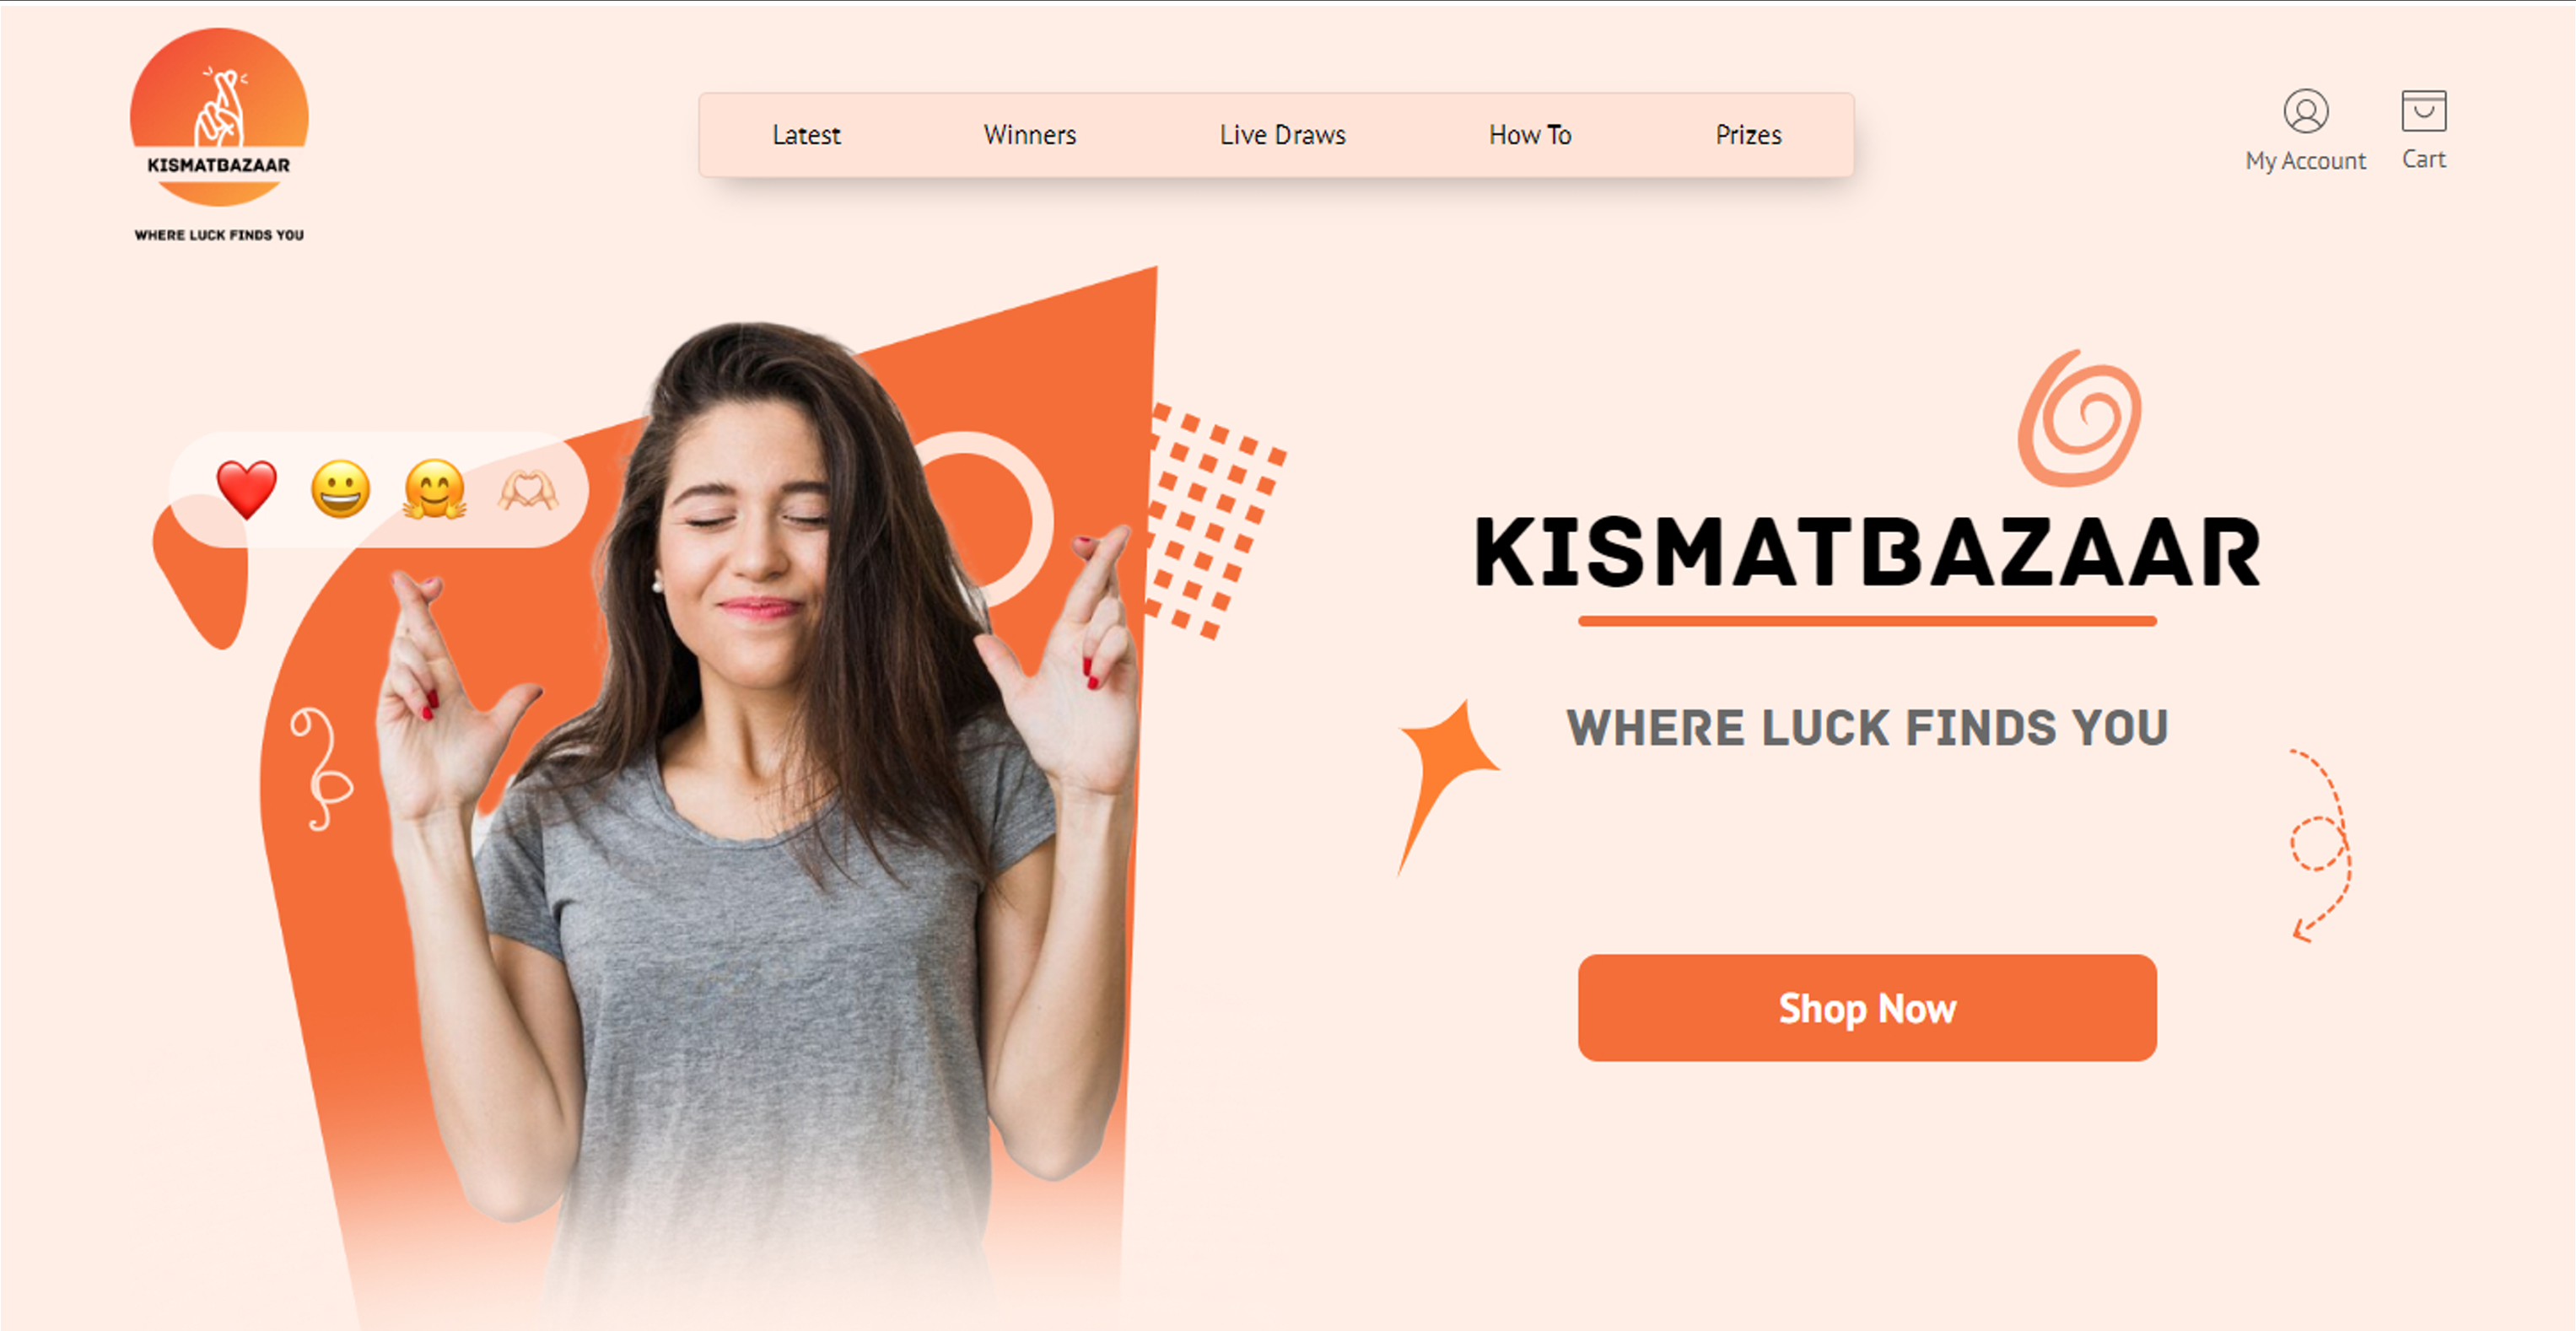 KISMATBAZAAR
WHERE LUCK FINDS YOU
Latest Winners Live Draws How To Prizes
My Account Cart
KISMATBAZAAR
WHERE LUCK FINDS YOU
Shop Now